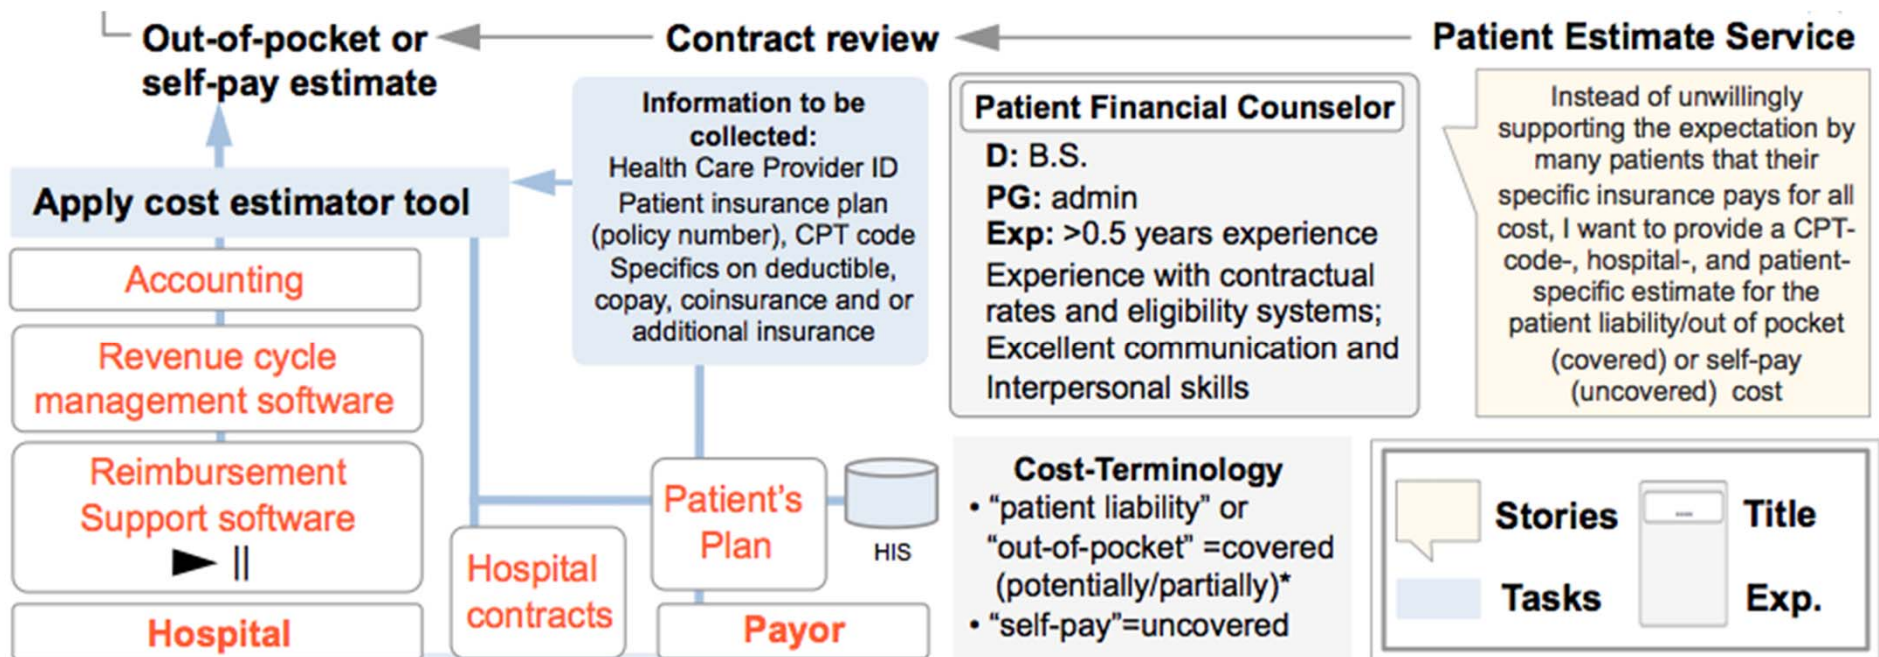 Out-of-pocket or
self-pay estimate
Contract review
Patient Estimate Service
Information to be
collected:
Health Care Provider ID
Patient insurance plan
(policy number), CPT code
Specifics on deductible,
copay, coinsurance and or
additional insurance
Patient Financial Counselor
D: B.S.
PG: admin
Exp: >0.5 years experience
Experience with contractual
rates and eligibility systems;
Excellent communication and
Interpersonal skills
Instead of unwillingly
supporting the expectation by
many patients that their
specific insurance pays for all
cost, I want to provide a CPT-
code-, hospital-, and patient-
specific estimate for the
patient liability/out of pocket
(covered) or self-pay
(uncovered) cost
Apply cost estimator tool
Accounting
Revenue cycle
management software
Reimbursement
Support software
Hospital
Hospital
contracts
Patient's
Plan
HIS
Payor
Cost-Terminology
• “patient liability” or
“out-of-pocket” =covered
(potentially/partially)*
• “self-pay”=uncovered
Stories
Tasks
....
Title
Exp.